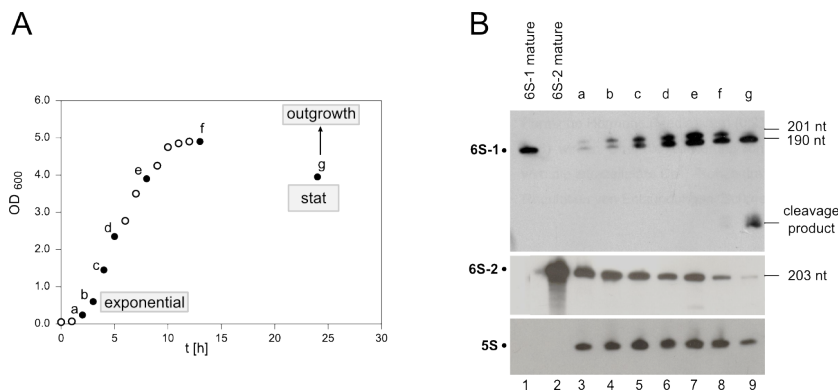 A
6.0
5.0
4.0
3.0
2.0
1.0
0.0
OD 600
0 5 10 15 20 25 30
t [h]
a
b
c
d
e
f
g
exponential
outgrowth
stat
B
6S-1 mature
6S-2 mature
a b c d e f g
6S-1 •
201 nt
190 nt
cleavage
product
6S-2 •
203 nt
5S •
1 2 3 4 5 6 7 8 9